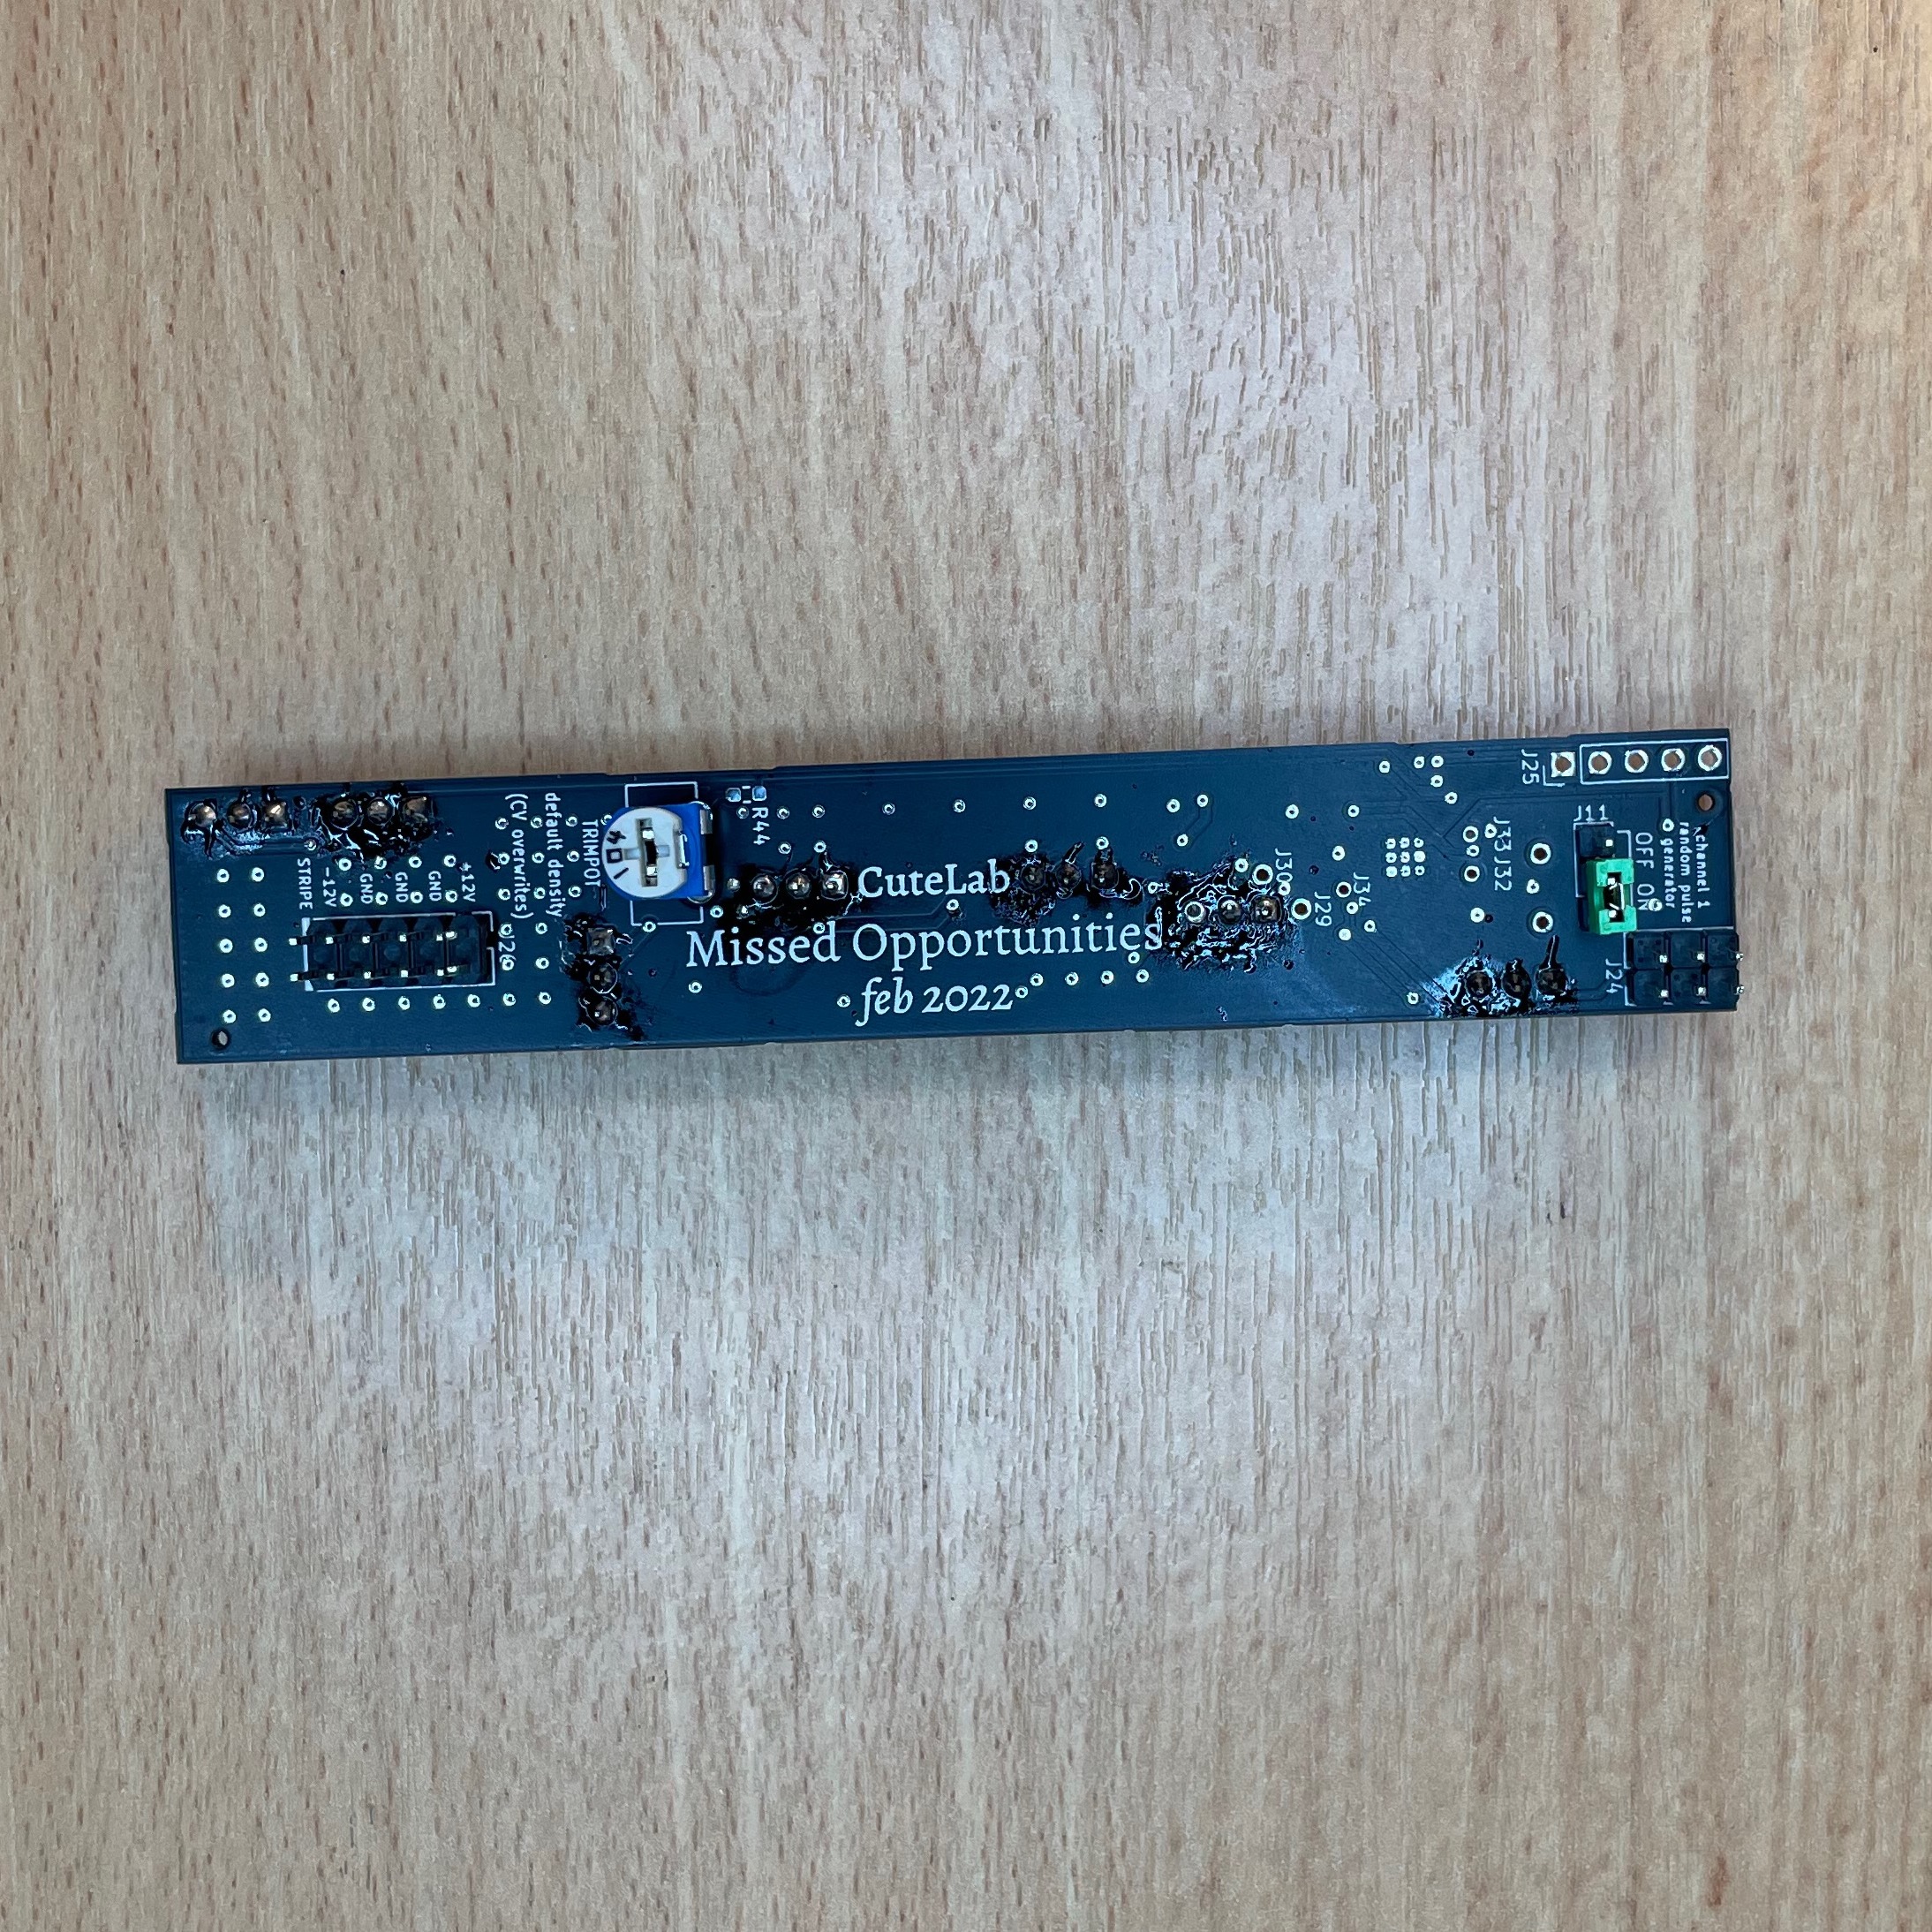 CuteLab
Missed Opportunities
feb 2022
STRIPE
-12V
GND
GND
GND
+12V
J26
default density
(CV overwrites)
TRIMPOT
R44
J30
J29
J34
J33
J32
J25
J11
OFF ON
channel 1
random pulse
generator
J24